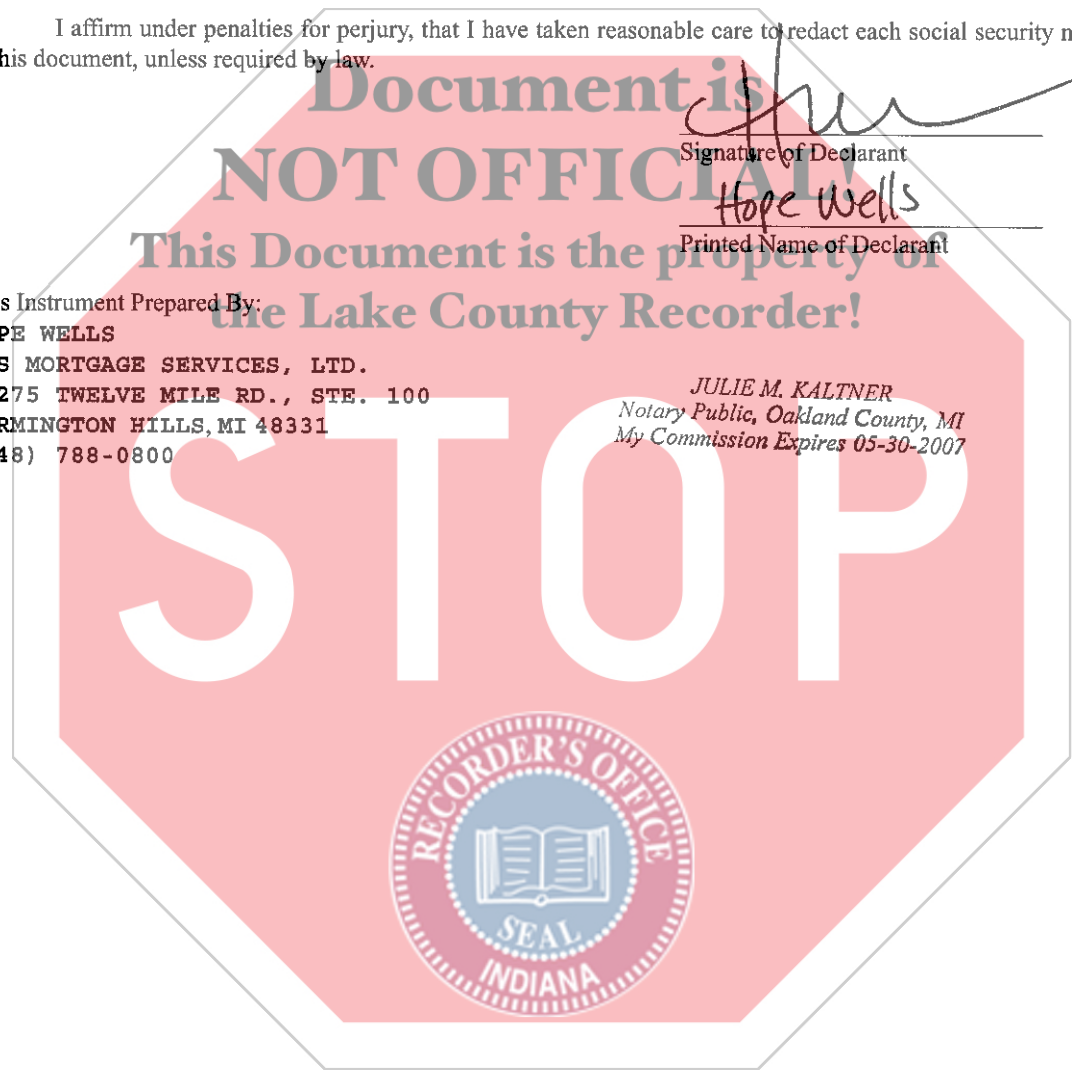 I affirm under penalties for perjury, that I have taken reasonable care to redact each social security n
his document, unless required by law.
Document is
NOT OFFICIAL!
This Document is the property of
the Lake County Recorder!
Signature of Declarant
Hope Wells
Printed Name of Declarant
s Instrument Prepared By:
PE WELLS
S MORTGAGE SERVICES, LTD.
275 TWELVE MILE RD., STE. 100
RMINGTON HILLS, MI 48331
48) 788-0800
JULIE M. KALTNER
Notary Public, Oakland County, MI
My Commission Expires 05-30-2007
STOP
RECORDER'S OFFICE
SEAL
INDIANA